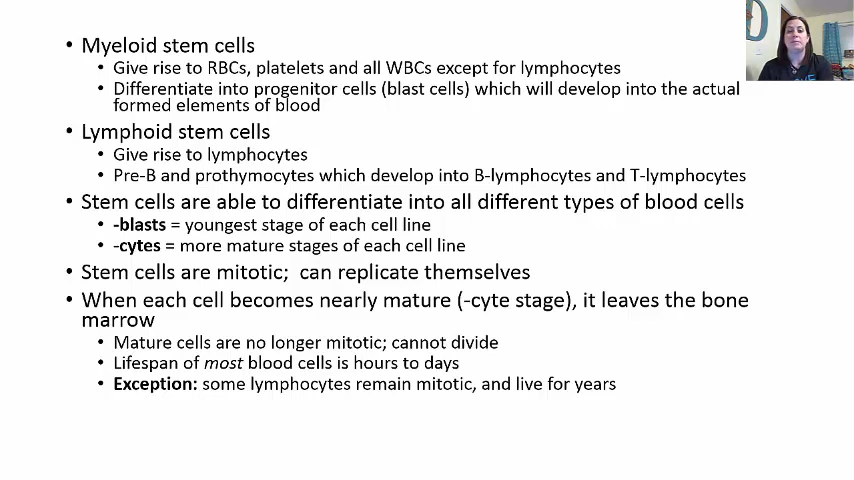 • Myeloid stem cells
• Give rise to RBCs, platelets and all WBCs except for lymphocytes
• Differentiate into progenitor cells (blast cells) which will develop into the actual
formed elements of blood
• Lymphoid stem cells
• Give rise to lymphocytes
• Pre-B and prothymocytes which develop into B-lymphocytes and T-lymphocytes
• Stem cells are able to differentiate into all different types of blood cells
• -blasts = youngest stage of each cell line
• -cytes = more mature stages of each cell line
• Stem cells are mitotic;  can replicate themselves
• When each cell becomes nearly mature (-cyte stage), it leaves the bone
marrow
• Mature cells are no longer mitotic; cannot divide
• Lifespan of most blood cells is hours to days
• Exception: some lymphocytes remain mitotic, and live for years